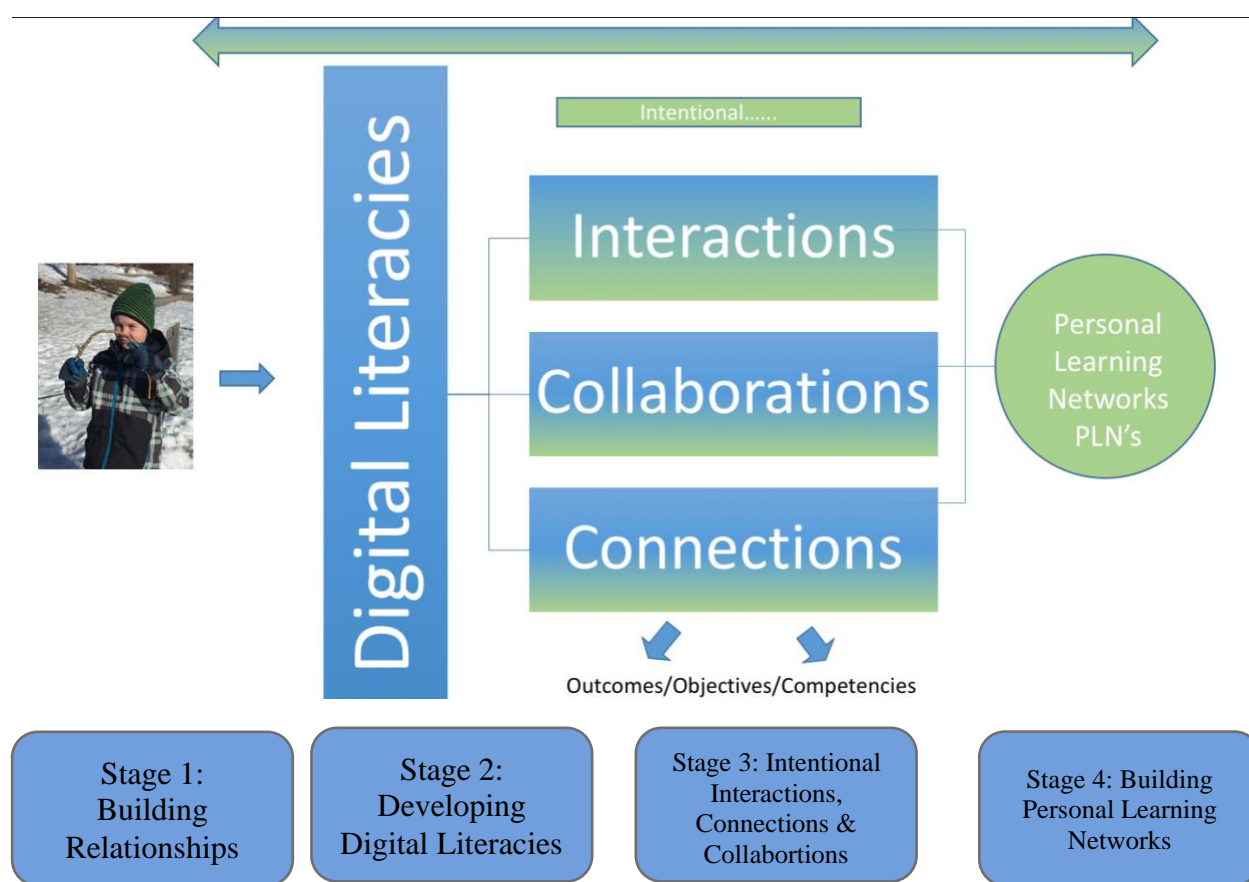 Intentional......
Digital Literacies
Interactions
Collaborations
Connections
Personal
Learning
Networks
PLN’s
Outcomes/Objectives/Competencies
Stage 1:
Building
Relationships
Stage 2:
Developing
Digital Literacies
Stage 3: Intentional
Interactions,
Connections &
Collabortions
Stage 4: Building
Personal Learning
Networks